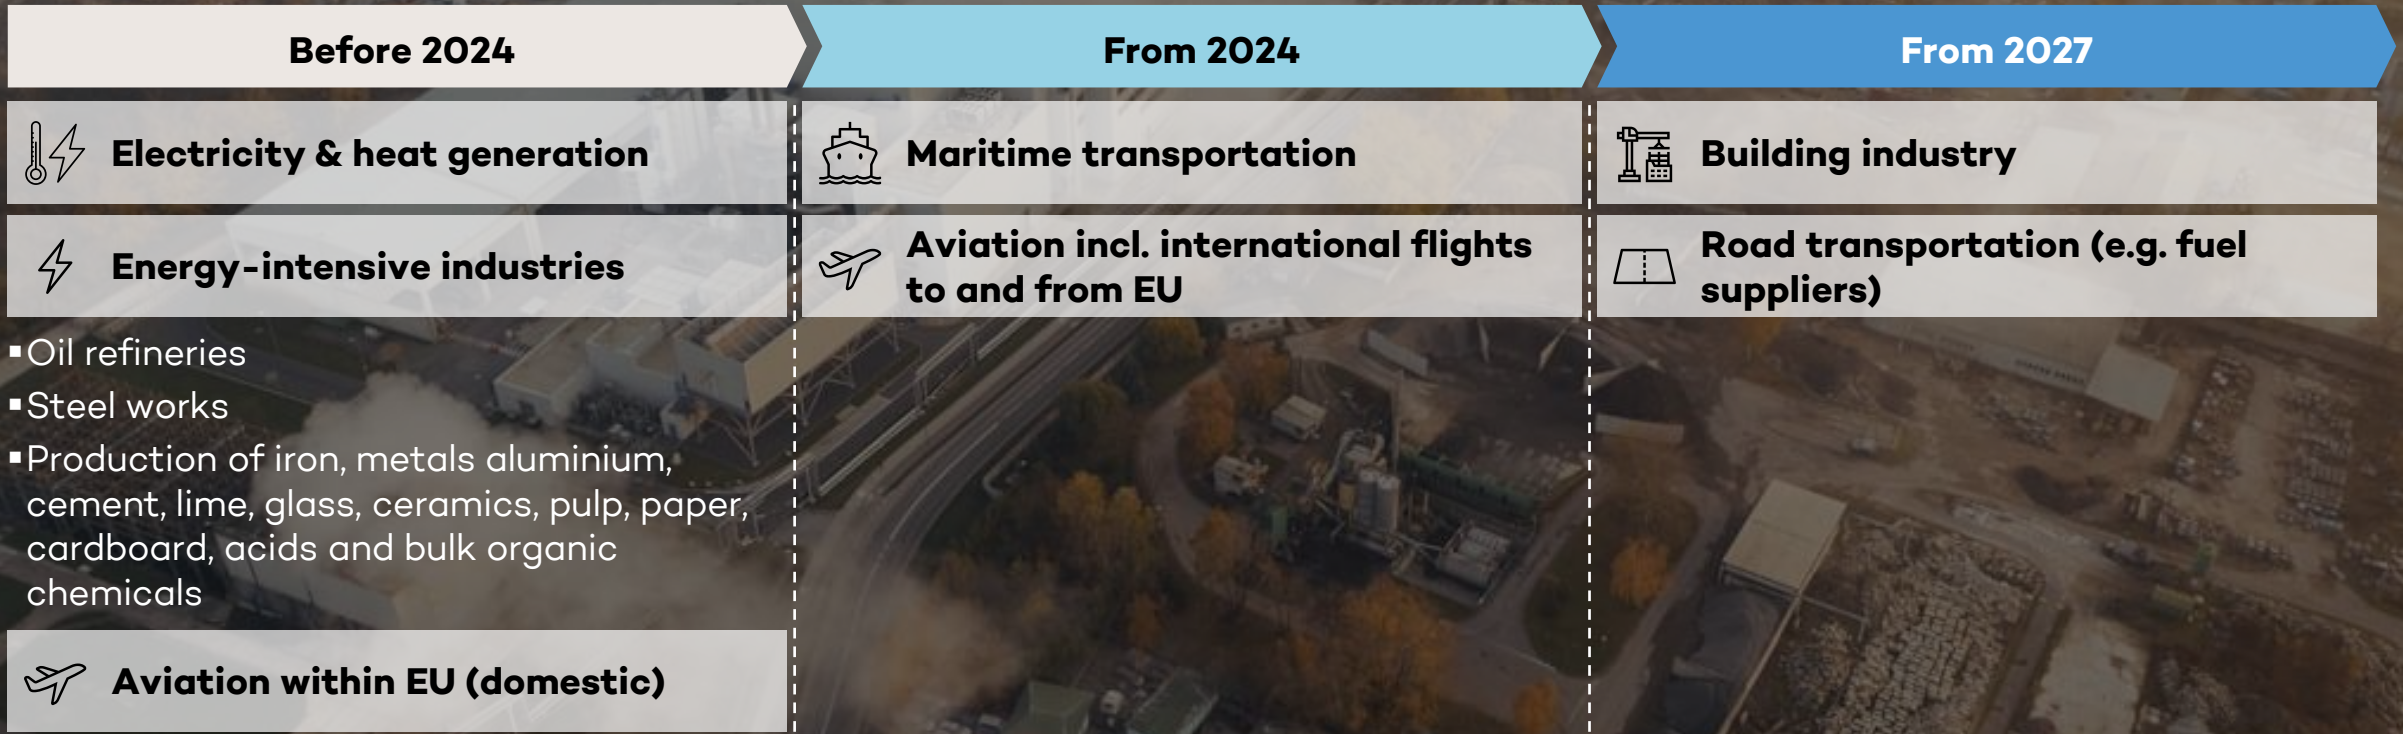 Before 2024
From 2024
From 2027
Electricity & heat generation
Energy-intensive industries
▪Oil refineries
▪Steel works
▪Production of iron, metals aluminium,
cement, lime, glass, ceramics, pulp, paper,
cardboard, acids and bulk organic
chemicals
Aviation within EU (domestic)
Maritime transportation
Aviation incl. international flights
to and from EU
Building industry
Road transportation (e.g. fuel
suppliers)